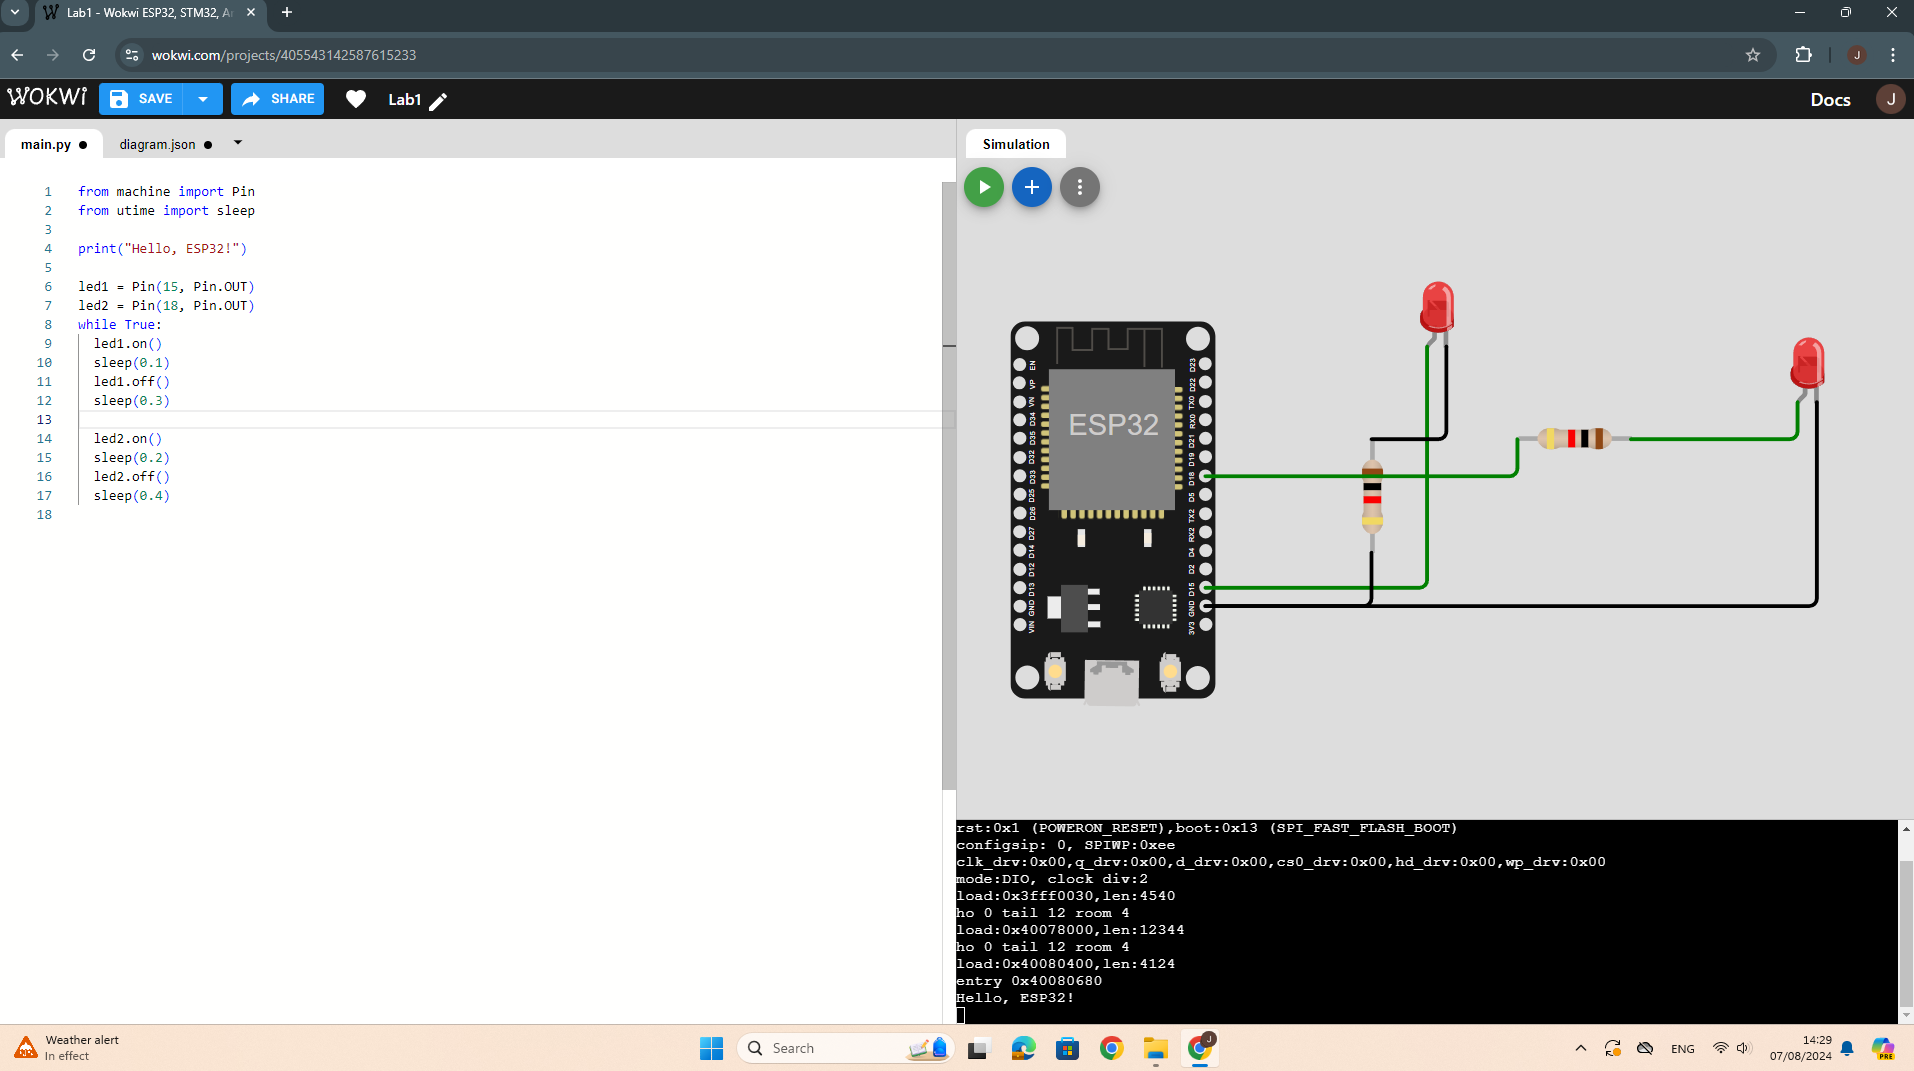 Lab1 - Wokwi ESP32, STM32, Ar
wokwi.com/projects/405543142587615233
J
WOKWi
SAVE
SHARE
Lab1
Docs
J
main.py
diagram.json
Simulation
1 from machine import Pin
2 from utime import sleep
3
4 print("Hello, ESP32!")
5
6 led1 = Pin(15, Pin.OUT)
7 led2 = Pin(18, Pin.OUT)
8 while True:
9 led1.on()
10 sleep(0.1)
11 led1.off()
12 sleep(0.3)
13
14 led2.on()
15 sleep(0.2)
16 led2.off()
17 sleep(0.4)
18
ESP32
EN
VP
VN
D34
D35
D32
D33
D25
D26
D27
D14
D12
D13
GND
VIN
D23
D22
TX0
RX0
D21
D19
D18
D5
TX2
RX2
D4
D2
D15
GND
3V3
rst:0x1 (POWERON_RESET),boot:0x13 (SPI_FAST_FLASH_BOOT)
configsip: 0, SPIWP:0xee
clk_drv:0x00,q_drv:0x00,d_drv:0x00,cs0_drv:0x00,hd_drv:0x00,wp_drv:0x00
mode:DIO, clock div:2
load:0x3fff0030,len:4540
ho 0 tail 12 room 4
load:0x40078000,len:12344
ho 0 tail 12 room 4
load:0x40080400,len:4124
entry 0x40080680
Hello, ESP32!
Weather alert
In effect
Search
J
ENG
14:29
07/08/2024
PRE